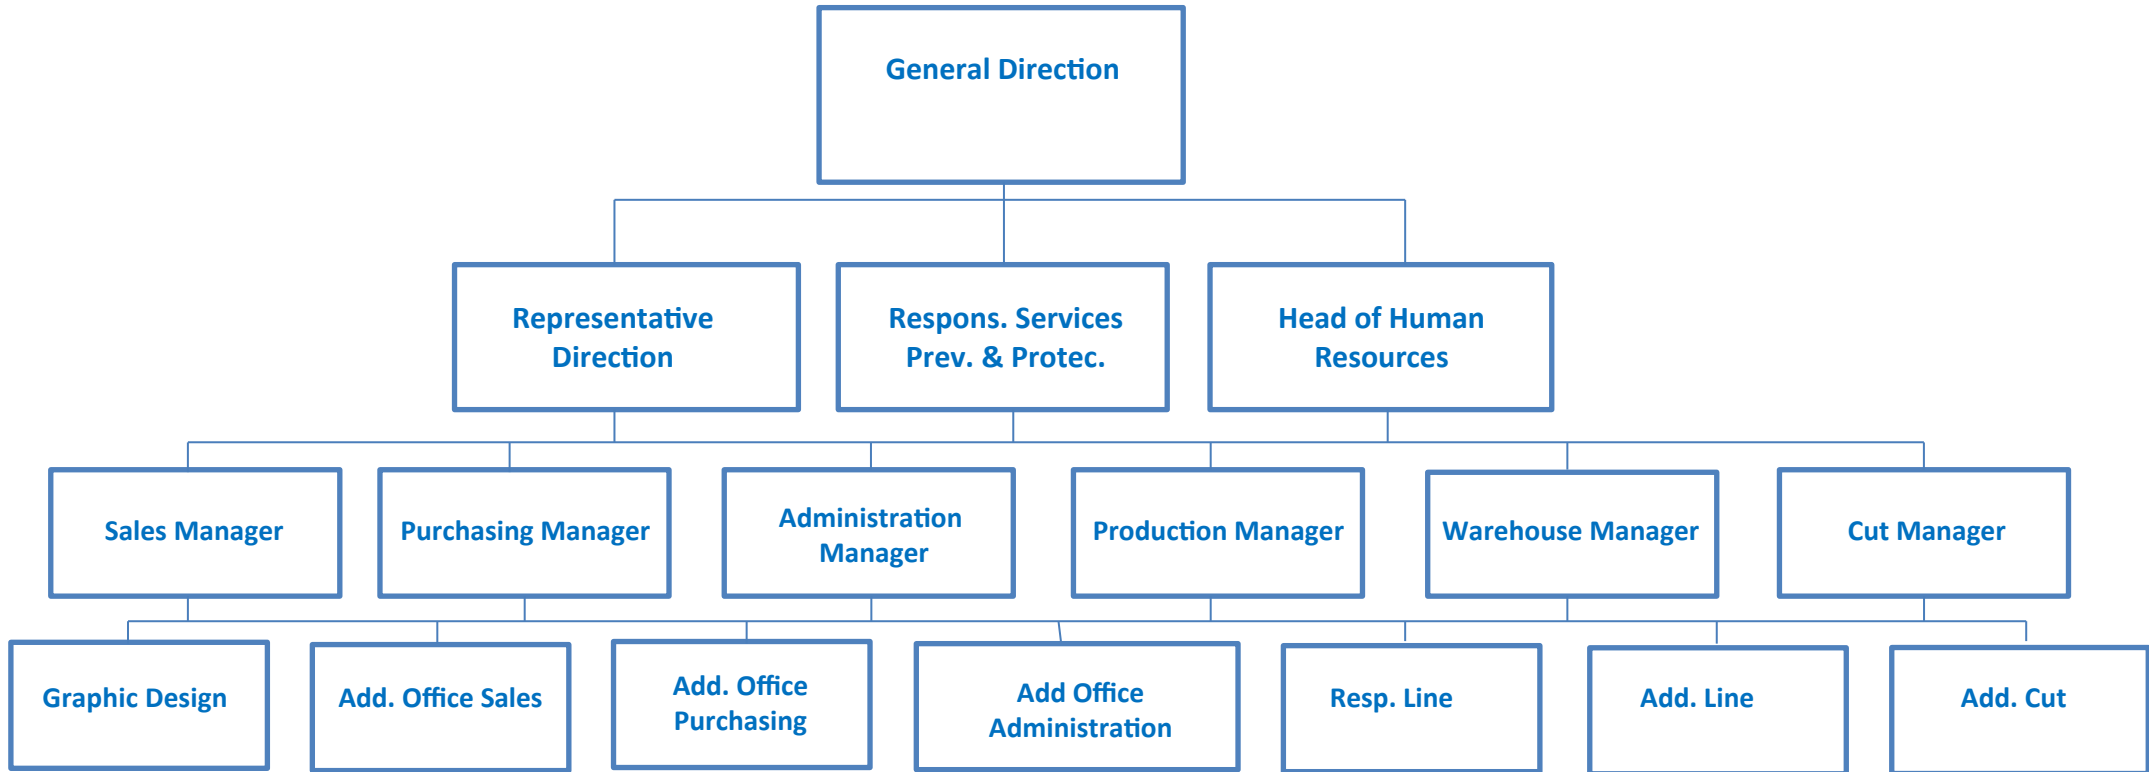 General Direction
Representative
Direction
Respons. Services
Prev. & Protec.
Head of Human
Resources
Sales Manager
Purchasing Manager
Administration
Manager
Production Manager
Warehouse Manager
Cut Manager
Graphic Design
Add. Office Sales
Add. Office
Purchasing
Add Office
Administration
Resp. Line
Add. Line
Add. Cut